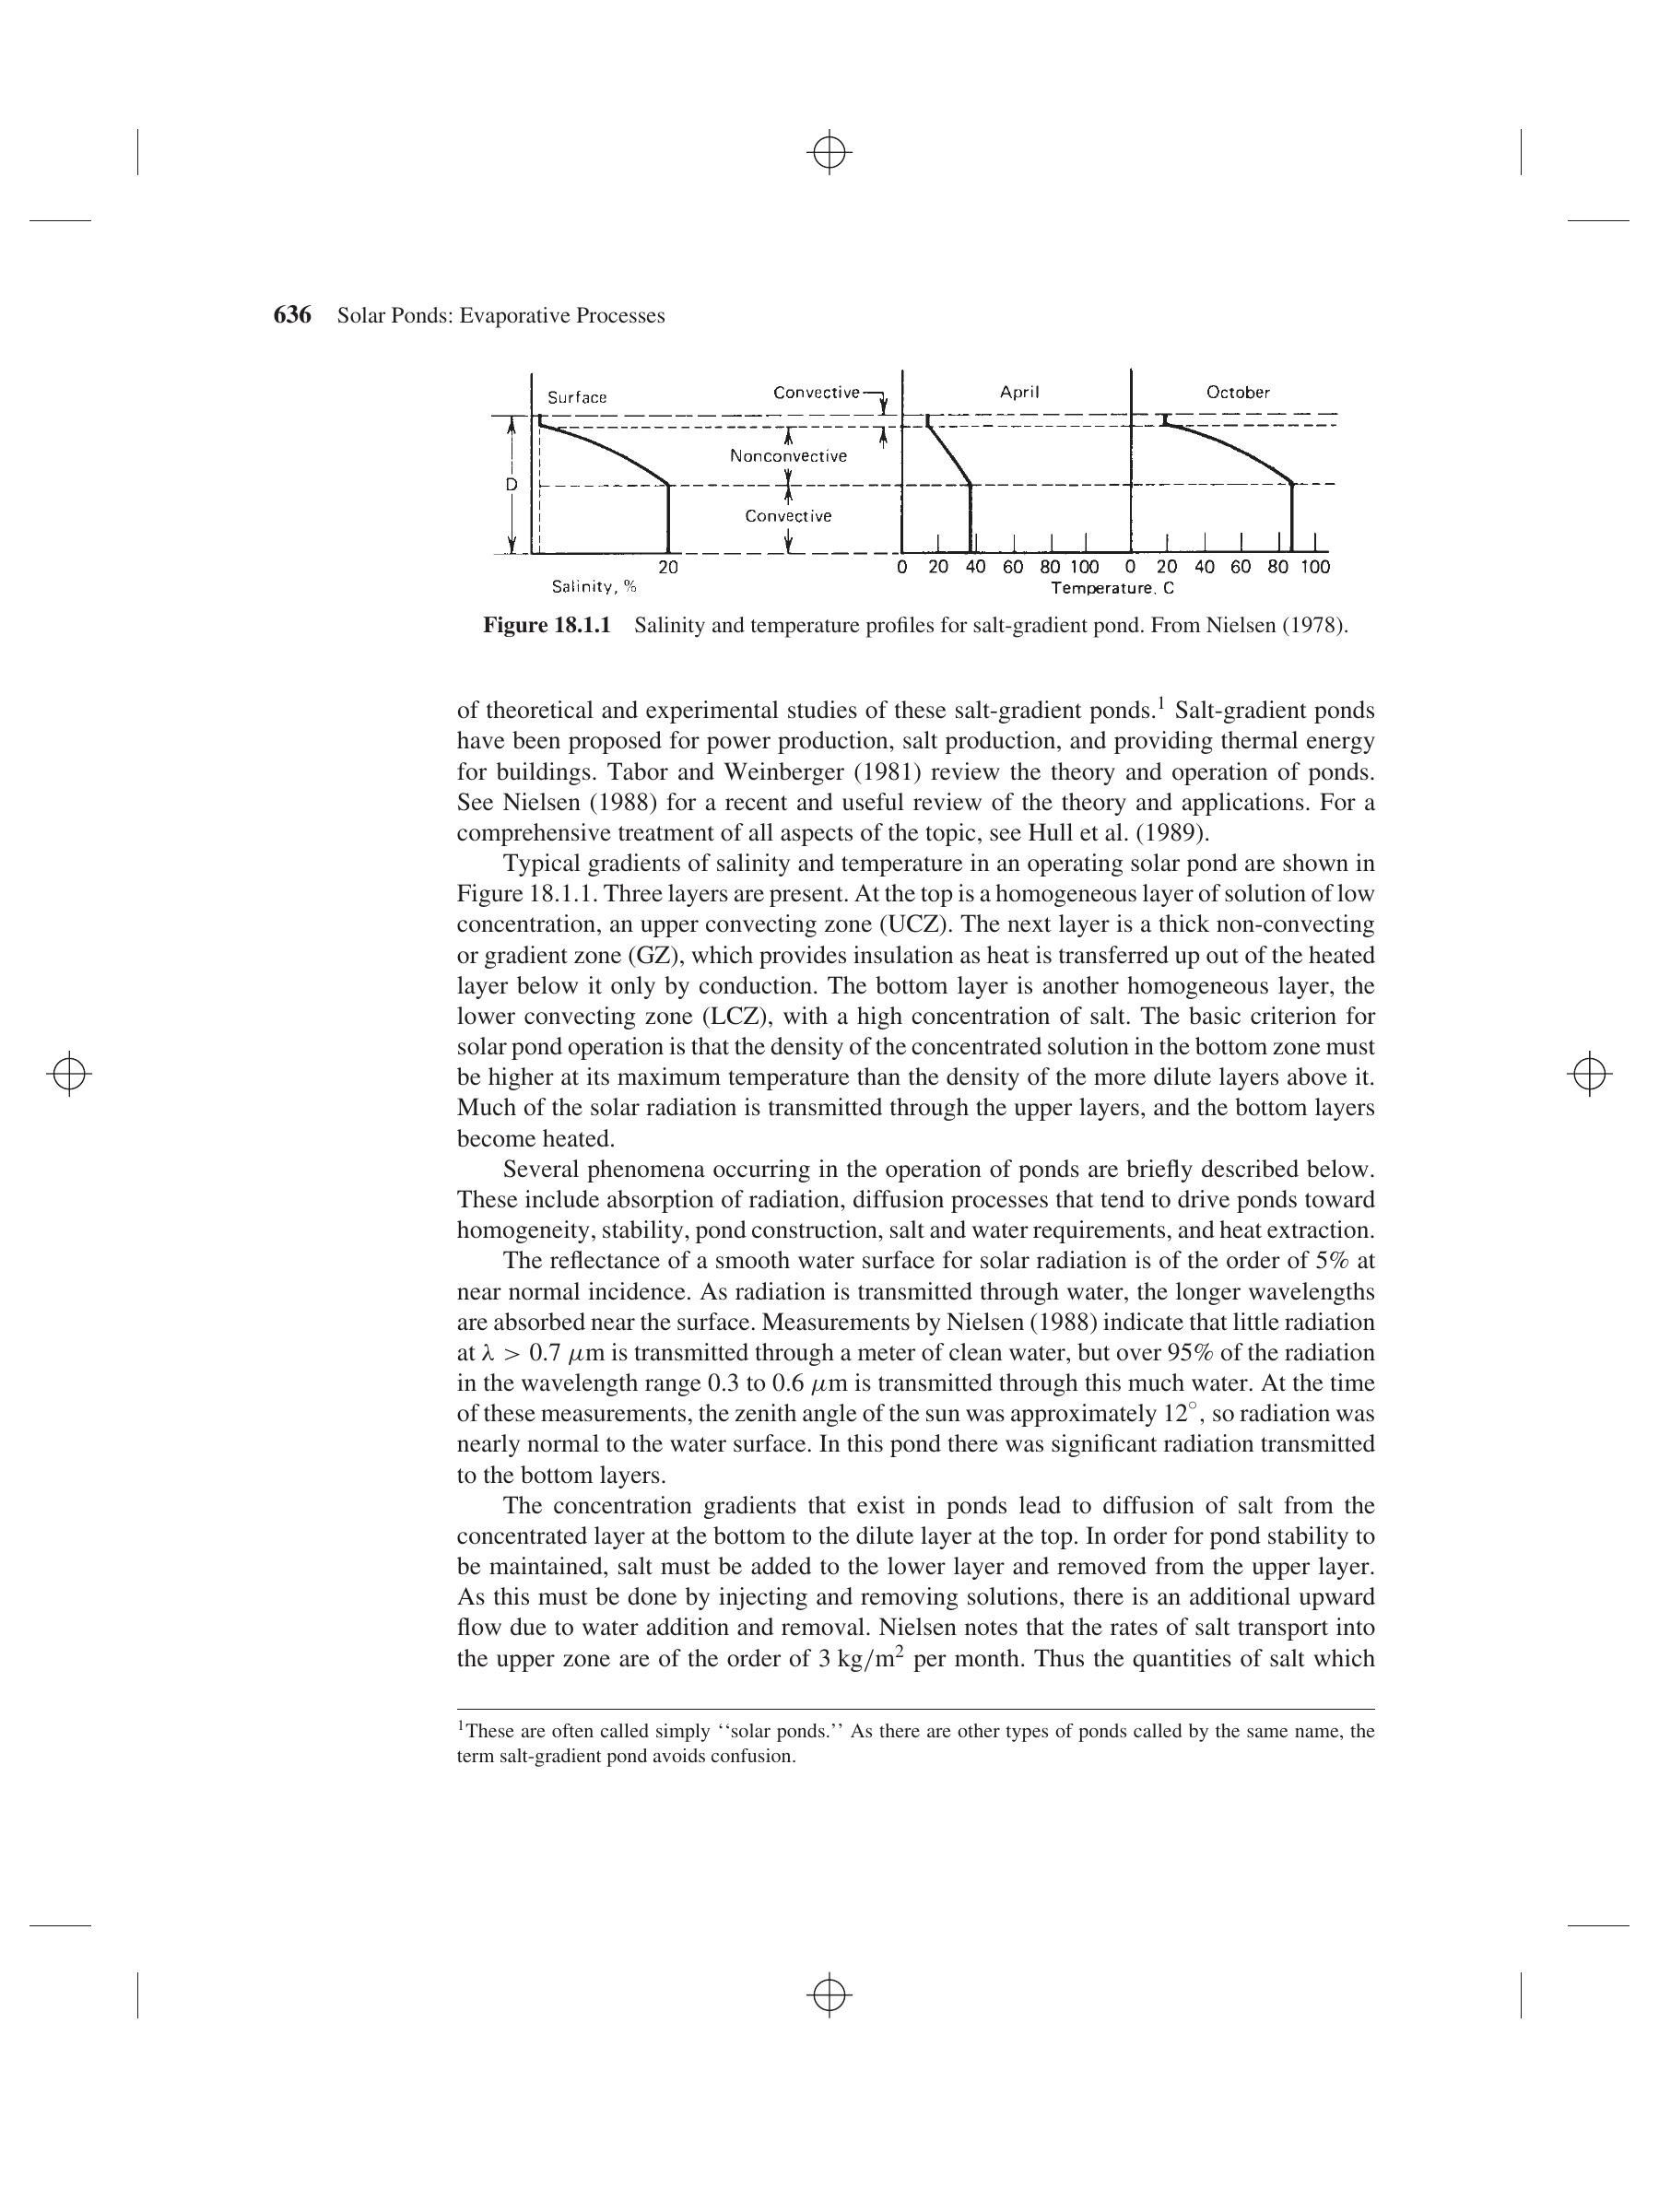 636 Solar Ponds: Evaporative Processes
Surface
Convective
April
October
Nonconvective
D
Convective
20
0 20 40 60 80 100 0 20 40 60 80 100
Salinity, %
Temperature, C
Figure 18.1.1 Salinity and temperature profiles for salt-gradient pond. From Nielsen (1978).
of theoretical and experimental studies of these salt-gradient ponds.¹ Salt-gradient ponds
have been proposed for power production, salt production, and providing thermal energy
for buildings. Tabor and Weinberger (1981) review the theory and operation of ponds.
See Nielsen (1988) for a recent and useful review of the theory and applications. For a
comprehensive treatment of all aspects of the topic, see Hull et al. (1989).
Typical gradients of salinity and temperature in an operating solar pond are shown in
Figure 18.1.1. Three layers are present. At the top is a homogeneous layer of solution of low
concentration, an upper convecting zone (UCZ). The next layer is a thick non-convecting
or gradient zone (GZ), which provides insulation as heat is transferred up out of the heated
layer below it only by conduction. The bottom layer is another homogeneous layer, the
lower convecting zone (LCZ), with a high concentration of salt. The basic criterion for
solar pond operation is that the density of the concentrated solution in the bottom zone must
be higher at its maximum temperature than the density of the more dilute layers above it.
Much of the solar radiation is transmitted through the upper layers, and the bottom layers
become heated.
Several phenomena occurring in the operation of ponds are briefly described below.
These include absorption of radiation, diffusion processes that tend to drive ponds toward
homogeneity, stability, pond construction, salt and water requirements, and heat extraction.
The reflectance of a smooth water surface for solar radiation is of the order of 5% at
near normal incidence. As radiation is transmitted through water, the longer wavelengths
are absorbed near the surface. Measurements by Nielsen (1988) indicate that little radiation
at λ > 0.7 μm is transmitted through a meter of clean water, but over 95% of the radiation
in the wavelength range 0.3 to 0.6 μm is transmitted through this much water. At the time
of these measurements, the zenith angle of the sun was approximately 12°, so radiation was
nearly normal to the water surface. In this pond there was significant radiation transmitted
to the bottom layers.
The concentration gradients that exist in ponds lead to diffusion of salt from the
concentrated layer at the bottom to the dilute layer at the top. In order for pond stability to
be maintained, salt must be added to the lower layer and removed from the upper layer.
As this must be done by injecting and removing solutions, there is an additional upward
flow due to water addition and removal. Nielsen notes that the rates of salt transport into
the upper zone are of the order of 3 kg/m² per month. Thus the quantities of salt which
¹These are often called simply ‘‘solar ponds.’’ As there are other types of ponds called by the same name, the
term salt-gradient pond avoids confusion.